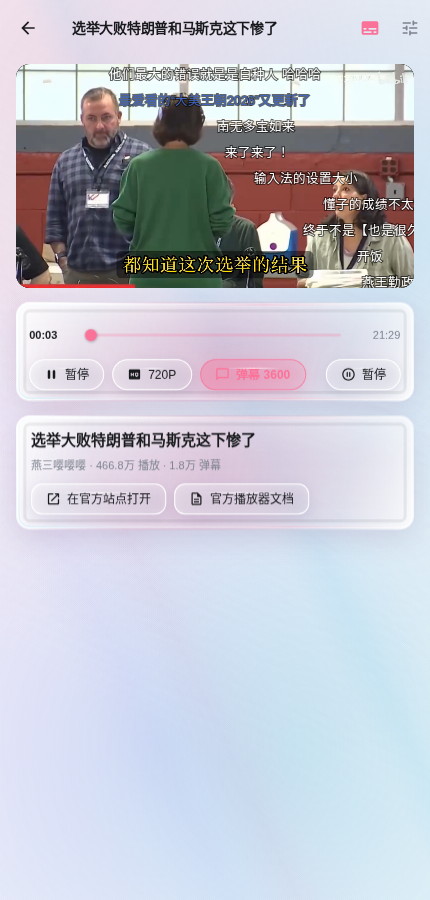 选举大败特朗普和马斯克这下惨了
他们最大的错误就是是白种人 哈哈哈
最爱看的"大美王朝2029"又更新了
南无多宝如来
来了来了！
输入法的设置大小
懂子的成绩不太
终于不是【也是很久
开饭
燕王勤政
都知道这次选举的结果
00:03
21:29
暂停
HQ 720P
弹幕 3600
暂停
选举大败特朗普和马斯克这下惨了
燕三嘤嘤嘤 · 466.8万 播放 · 1.8万 弹幕
在官方站点打开
官方播放器文档